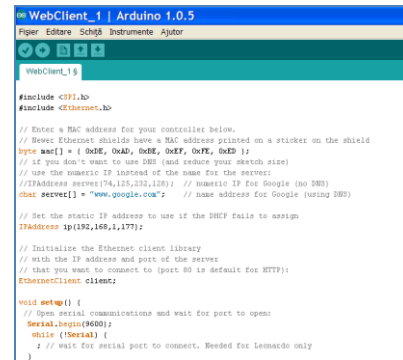 WebClient_1 | Arduino 1.0.5
Fișier Editare Schiță Instrumente Ajutor
WebClient_1 §
#include <SPI.h>
#include <Ethernet.h>
// Enter a MAC address for your controller below.
// Newer Ethernet shields have a MAC address printed on a sticker on the shield
byte mac[] = { 0xDE, 0xAD, 0xBE, 0xEF, 0xFE, 0xED };
// if you don't want to use DNS (and reduce your sketch size)
// use the numeric IP instead of the name for the server:
//IPAddress server(74,125,232,128);  // numeric IP for Google (no DNS)
char server[] = "www.google.com";    // name address for Google (using DNS)
// Set the static IP address to use if the DHCP fails to assign
IPAddress ip(192,168,1,177);
// Initialize the Ethernet client library
// with the IP address and port of the server
// that you want to connect to (port 80 is default for HTTP):
EthernetClient client;
void setup() {
// Open serial communications and wait for port to open:
Serial.begin(9600);
while (!Serial) {
; // wait for serial port to connect. Needed for Leonardo only
}